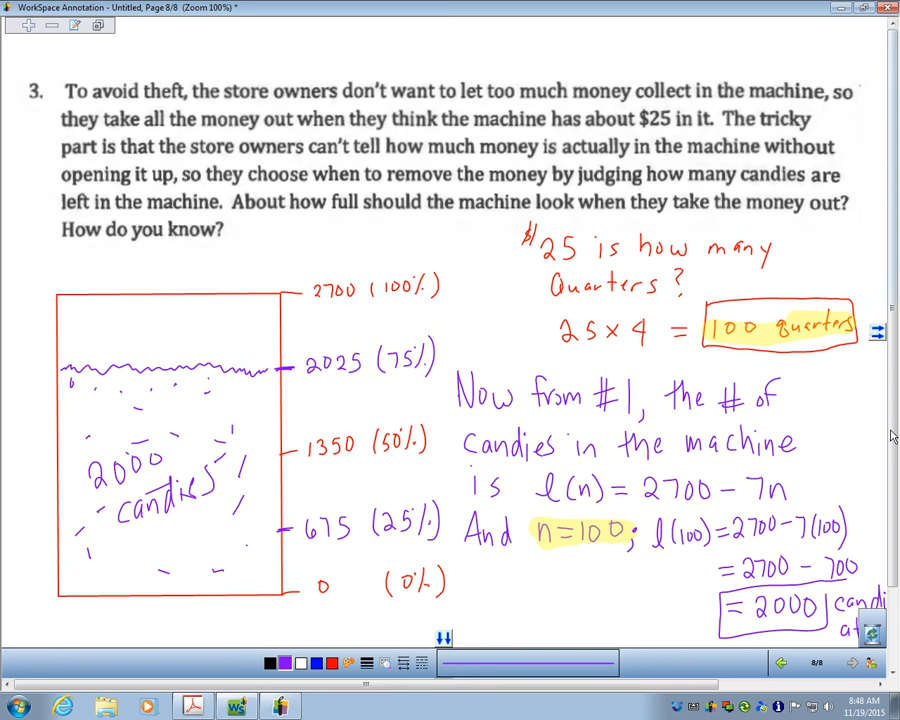 WorkSpace Annotation - Untitled, Page 8/8 (Zoom 100%) *
3. To avoid theft, the store owners don't want to let too much money collect in the machine, so
they take all the money out when they think the machine has about $25 in it. The tricky
part is that the store owners can't tell how much money is actually in the machine without
opening it up, so they choose when to remove the money by judging how many candies are
left in the machine. About how full should the machine look when they take the money out?
How do you know?
$25 is how many
Quarters?
25 × 4 = 100 quarters
2700 (100%)
2025 (75%)
1350 (50%)
675 (25%)
0 (0%)
2000
candies
Now from #1, the # of
candies in the machine
is l(n) = 2700 - 7n
And n=100; l(100) = 2700 - 7(100)
= 2700 - 700
= 2000 candi
at
8/8
8:48 AM
11/19/2015